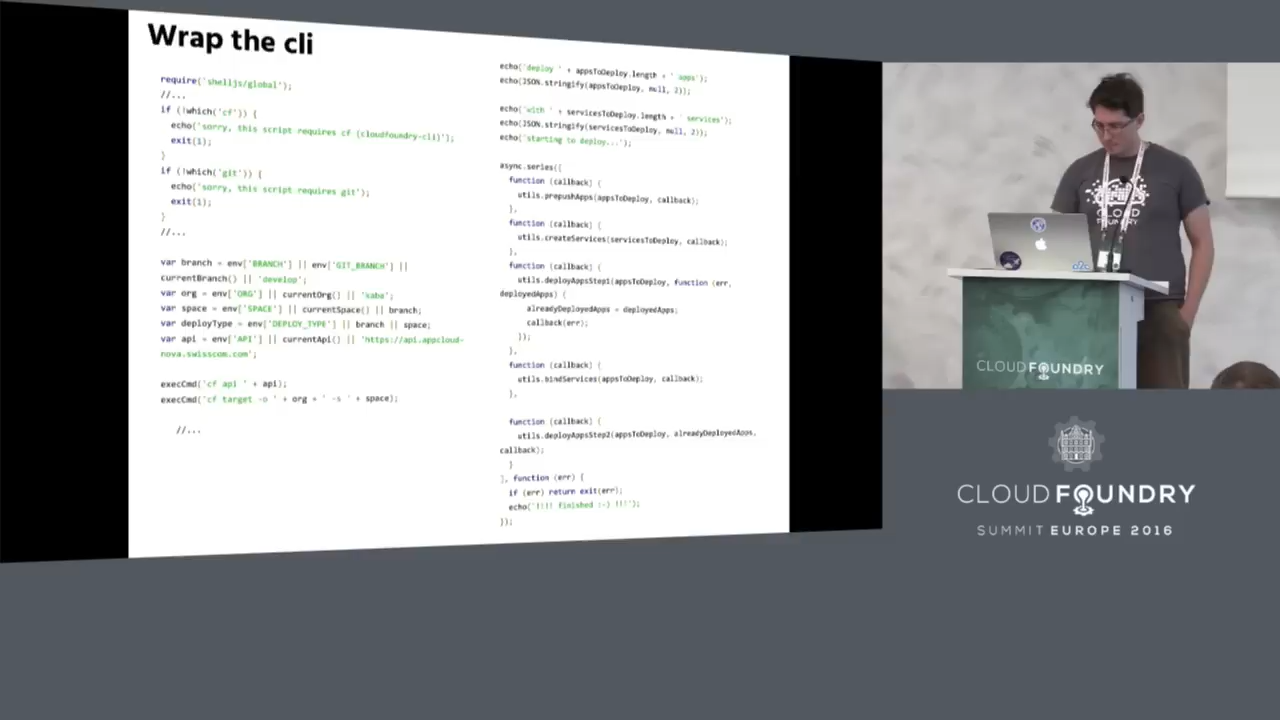 Wrap the cli
require('shelljs/global');
//...
if (!which('cf')) {
echo('sorry, this script requires cf (cloudfoundry-cli)');
exit(1);
}
if (!which('git')) {
echo('sorry, this script requires git');
exit(1);
}
//...
var branch = env['BRANCH'] || env['GIT_BRANCH'] ||
currentBranch() || 'develop';
var org = env['ORG'] || currentOrg() || 'kaba';
var space = env['SPACE'] || currentSpace() || branch;
var deployType = env['DEPLOY_TYPE'] || branch || space;
var api = env['API'] || currentApi() || 'https://api.appcloud-
nova.swisscom.com';
execCmd('cf api ' + api);
execCmd('cf target -o ' + org + ' -s ' + space);
//...
echo('deploy ' + appsToDeploy.length + ' apps');
echo(JSON.stringify(appsToDeploy, null, 2));
echo('with ' + servicesToDeploy.length + ' services');
echo(JSON.stringify(servicesToDeploy, null, 2));
echo('starting to deploy...');
async.series([
function (callback) {
utils.prepushApps(appsToDeploy, callback);
},
function (callback) {
utils.createServices(servicesToDeploy, callback);
},
function (callback) {
utils.deployAppsStep1(appsToDeploy, function (err,
deployedApps) {
alreadyDeployedApps = deployedApps;
callback(err);
});
},
function (callback) {
utils.bindServices(appsToDeploy, callback);
},
function (callback) {
utils.deployAppsStep2(appsToDeploy, alreadyDeployedApps,
callback);
}
], function (err) {
if (err) return exit(err);
echo('!!!! finished :-) !!!');
});
CLOUD
FOUNDRY
CLOUD FOUNDRY
CLOUD FOUNDRY
SUMMIT EUROPE 2016